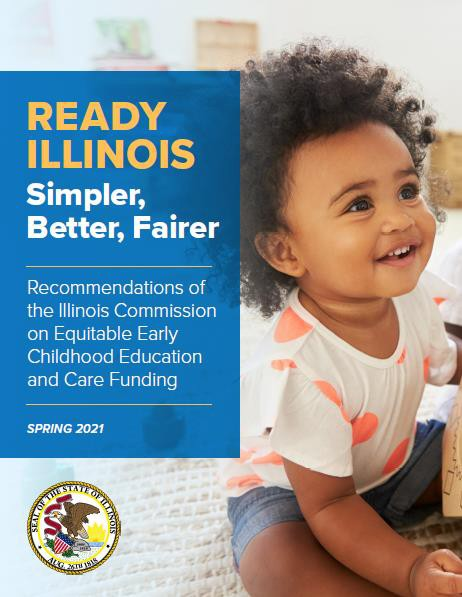 READY
ILLINOIS
Simpler,
Better, Fairer
Recommendations of
the Illinois Commission
on Equitable Early
Childhood Education
and Care Funding
SPRING 2021
SEAL OF THE STATE OF ILLINOIS
AUG. 26TH 1818